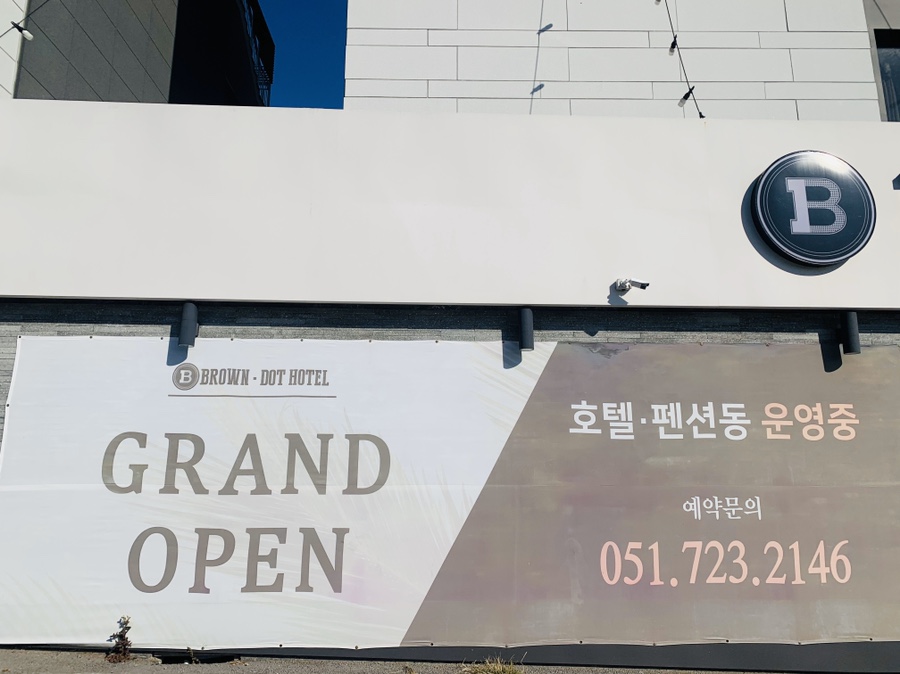 B
B BROWN · DOT HOTEL
GRAND
OPEN
호텔·펜션동 운영중
예약문의
051.723.2146